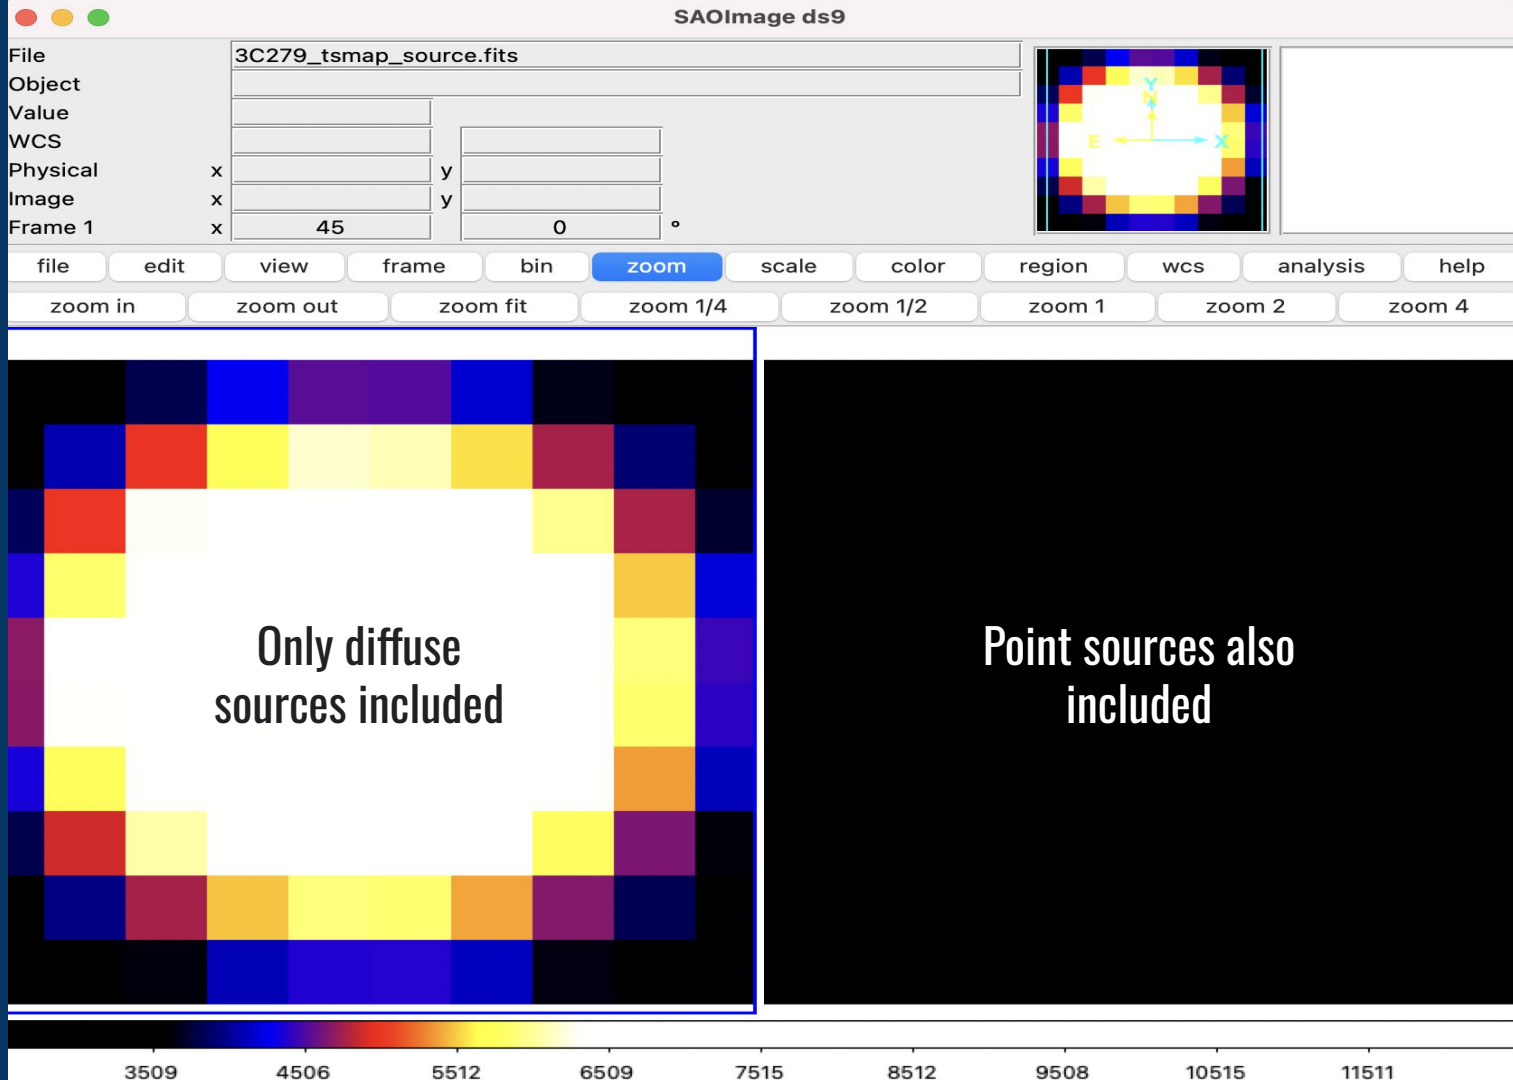 SAOImage ds9
File 3C279_tsmap_source.fits
Object
Value
WCS
Physical x y
Image x y
Frame 1 x 45 0 °
Y
N
E X
file edit view frame bin zoom scale color region wcs analysis help
zoom in zoom out zoom fit zoom 1/4 zoom 1/2 zoom 1 zoom 2 zoom 4
Only diffuse
sources included
Point sources also
included
3509 4506 5512 6509 7515 8512 9508 10515 11511